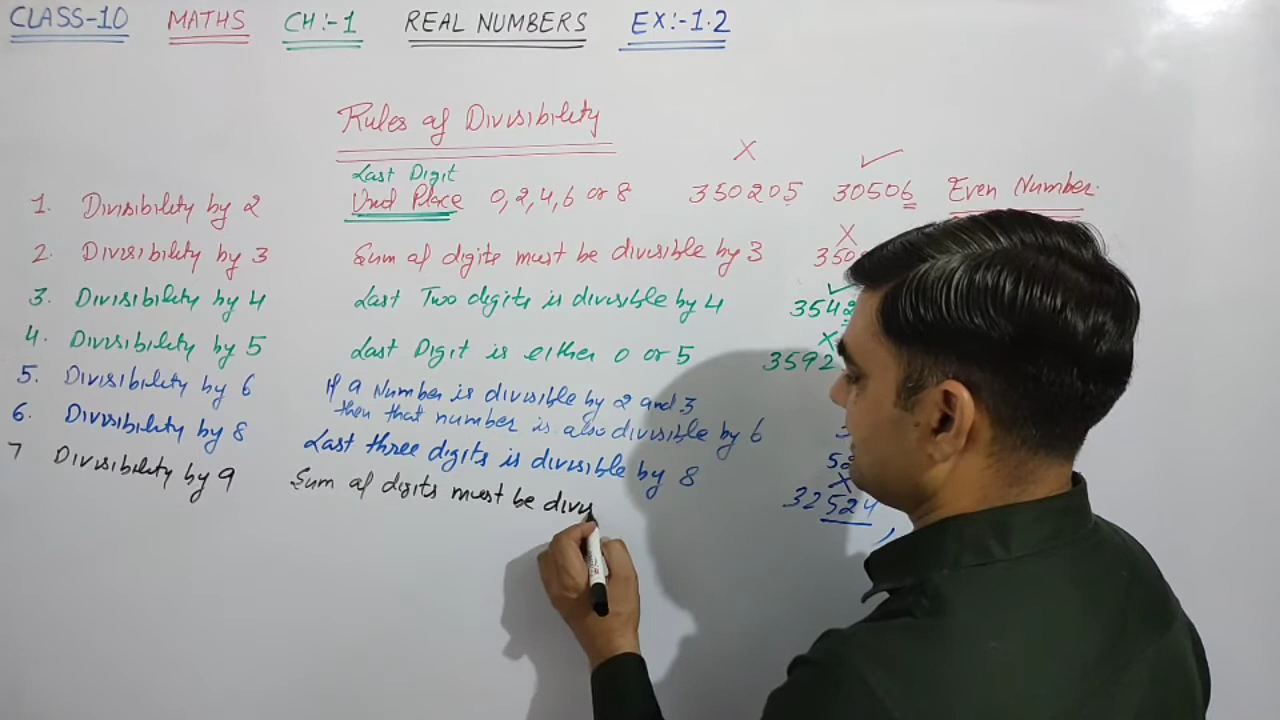 CLASS-10 MATHS CH:-1 REAL NUMBERS EX:-1.2
Rules of Divisibility
Last Digit
1. Divisibility by 2 Unit Place 0, 2, 4, 6 or 8 350205 X 30506 ✓ Even Number.
2. Divisibility by 3 Sum of digits must be divisible by 3 X 350
3. Divisibility by 4 Last Two digits is divisible by 4 ✓ 3542
4. Divisibility by 5 Last Digit is either 0 or 5 X 3592
5. Divisibility by 6 If a Number is divisible by 2 and 3
then that number is also divisible by 6
6. Divisibility by 8 Last three digits is divisible by 8
7 Divisibility by 9 Sum of digits must be divis X 32524